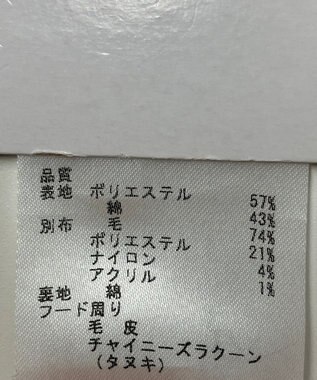 品質
表地 ポリエステル 57%
綿 43%
別布 毛 74%
ポリエステル 21%
ナイロン 4%
アクリル 1%
裏地 綿
フード周り
毛皮
チャイニーズラクーン
(タヌキ)